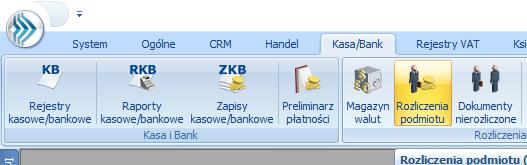 System Ogólne CRM Handel Kasa/Bank Rejestry VAT
KB RKB ZKB
Rejestry Raporty Zapisy Preliminarz Magazyn Rozliczenia Dokumenty
kasowe/bankowe kasowe/bankowe kasowe/bankowe płatności walut podmiotu nierozliczone
Kasa i Bank Rozliczenia
Rozliczenia podmiotu (